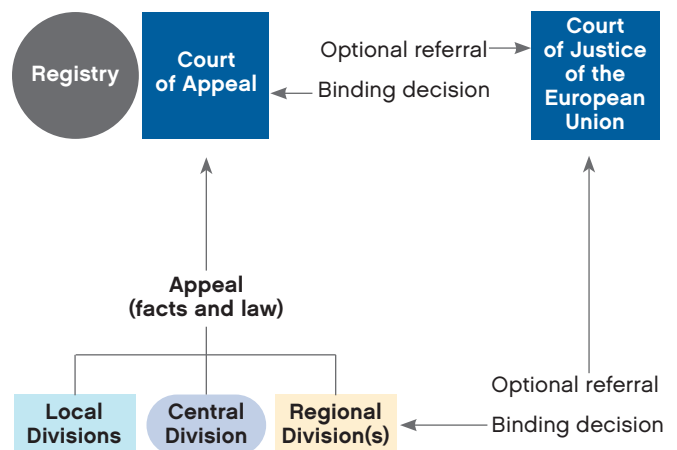 Registry
Court
of Appeal
Optional referral
Binding decision
Court
of Justice
of the
European
Union
Appeal
(facts and law)
Local
Divisions
Central
Division
Regional
Division(s)
Optional referral
Binding decision